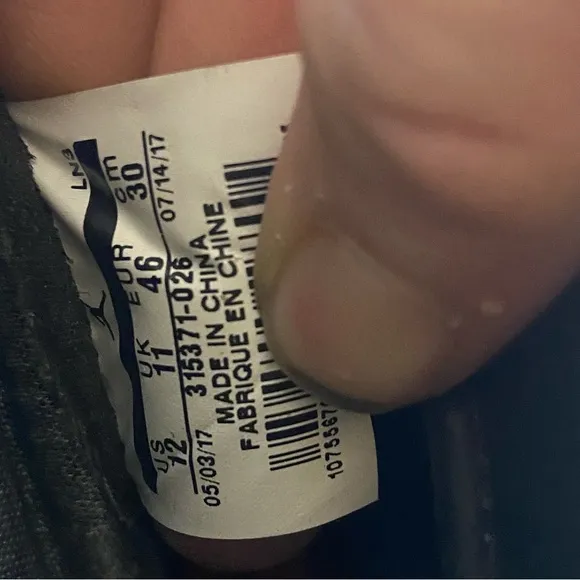 LNS
US UK EUR cm
12 11 46 30
315371-026
05/03/17 07/14/17
MADE IN CHINA
FABRIQUE EN CHINE